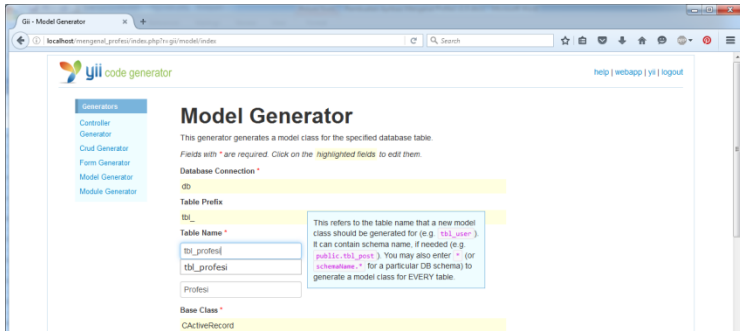 Gii - Model Generator
localhost/mengenal_profesi/index.php?r=gii/model/index
Search
yii code generator
help | webapp | yii | logout
Generators
Controller
Generator
Crud Generator
Form Generator
Model Generator
Module Generator
Model Generator
This generator generates a model class for the specified database table.
Fields with * are required. Click on the highlighted fields to edit them.
Database Connection *
db
Table Prefix
tbl_
Table Name *
tbl_profesi
tbl_profesi
Profesi
This refers to the table name that a new model
class should be generated for (e.g. tbl_user ).
It can contain schema name, if needed (e.g.
public.tbl_post ). You may also enter * (or
schemaName.* for a particular DB schema) to
generate a model class for EVERY table.
Base Class *
CActiveRecord